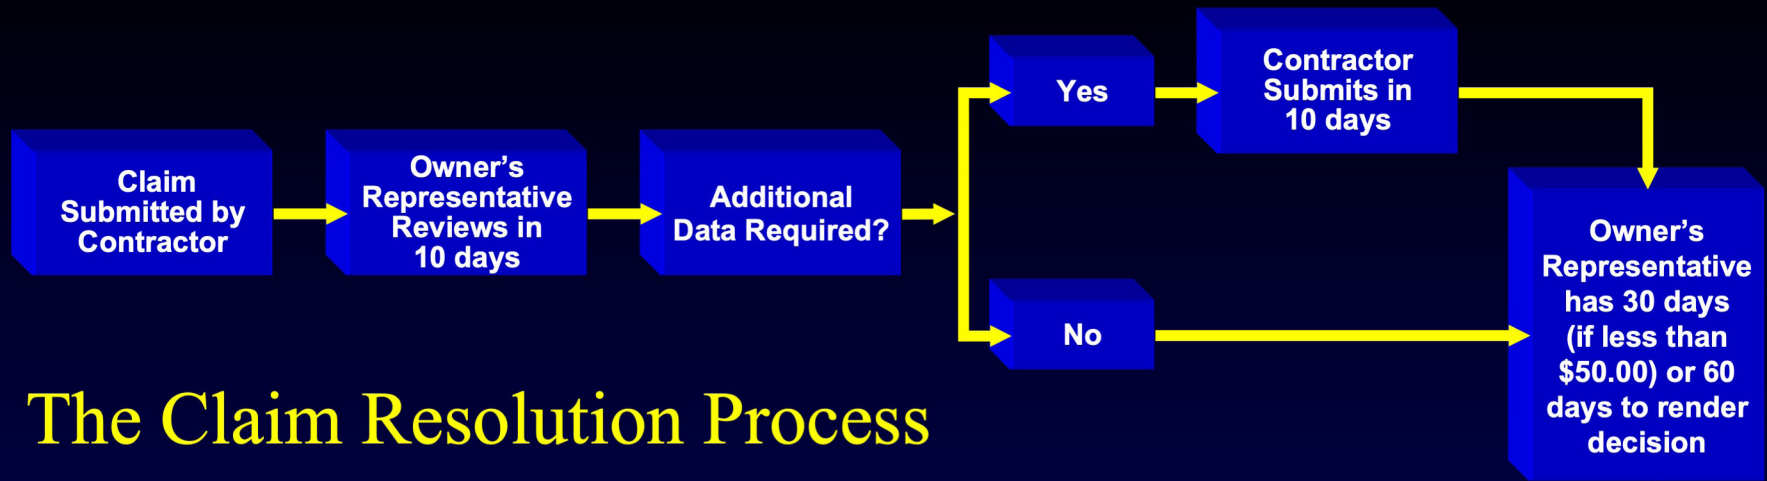 Claim
Submitted by
Contractor
Owner’s
Representative
Reviews in
10 days
Additional
Data Required?
Yes
Contractor
Submits in
10 days
No
Owner’s
Representative
has 30 days
(if less than
$50.00) or 60
days to render
decision
The Claim Resolution Process